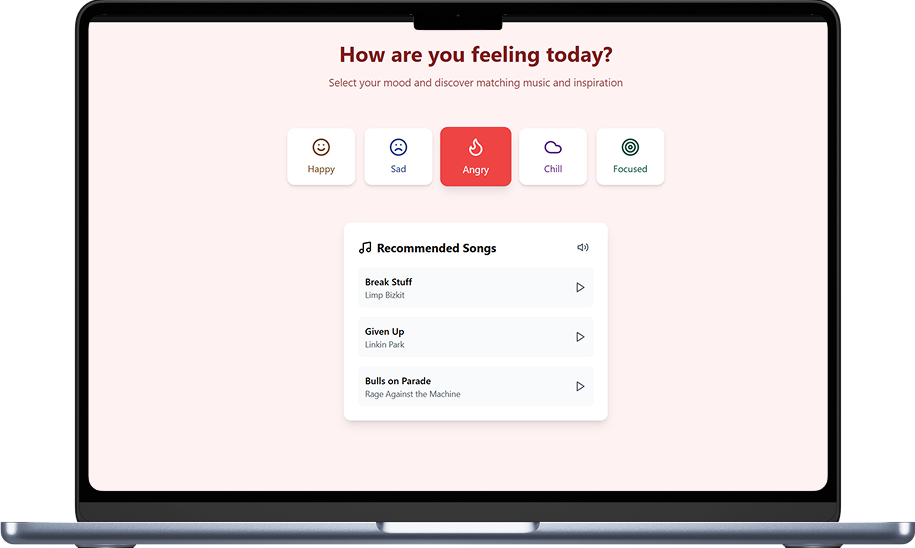 How are you feeling today?
Select your mood and discover matching music and inspiration
Happy
Sad
Angry
Chill
Focused
Recommended Songs
Break Stuff
Limp Bizkit
Given Up
Linkin Park
Bulls on Parade
Rage Against the Machine